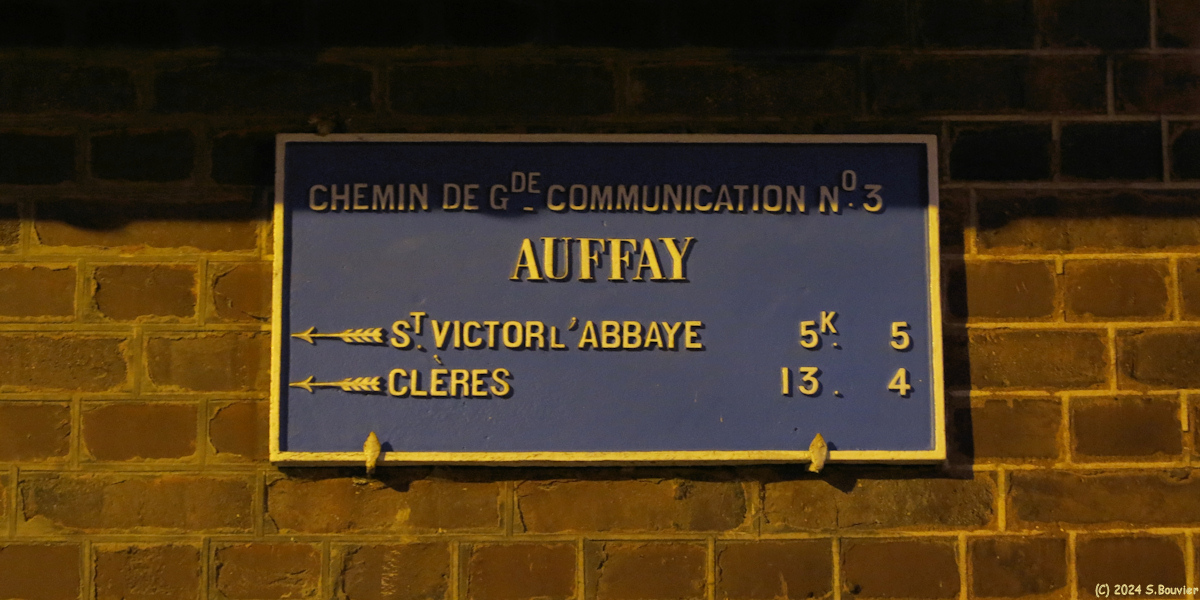 CHEMIN DE GDE COMMUNICATION No. 3
AUFFAY
ST VICTOR L'ABBAYE 5K. 5
CLÈRES 13. 4
(C) 2024 S.Bouvier